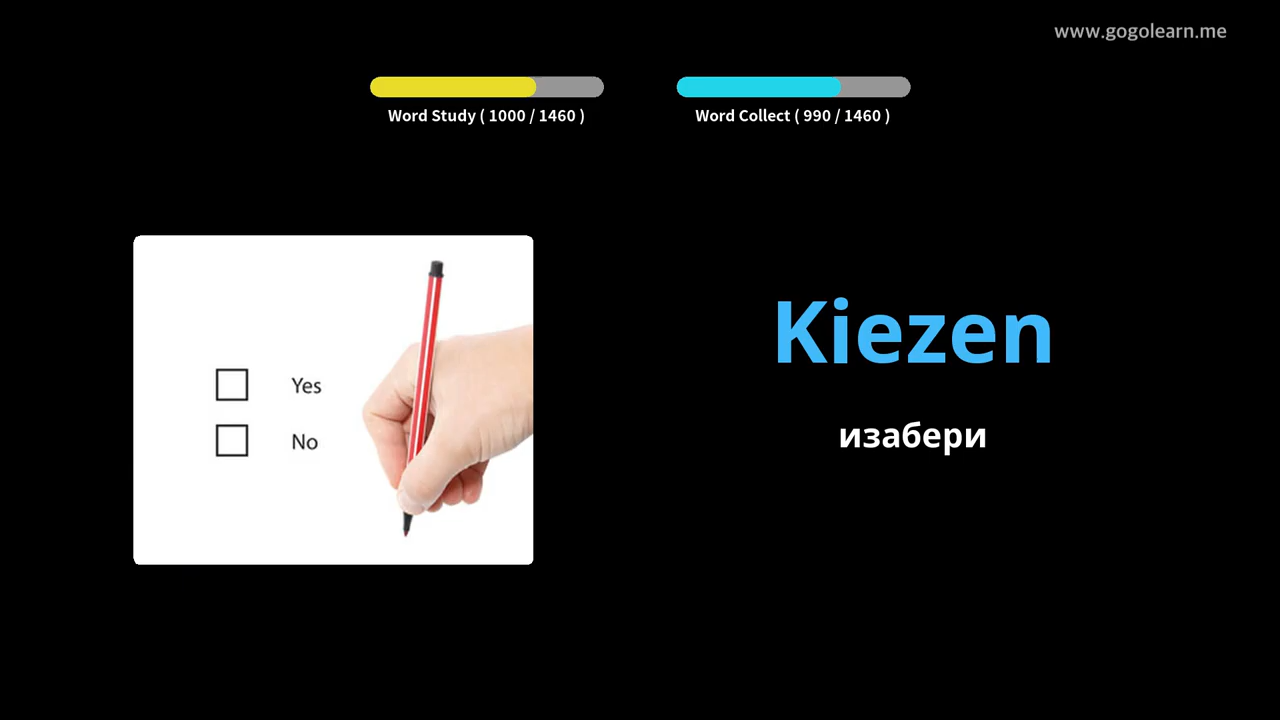 www.gogolearn.me
Word Study ( 1000 / 1460 )
Word Collect ( 990 / 1460 )
Yes
No
Kiezen
изабери